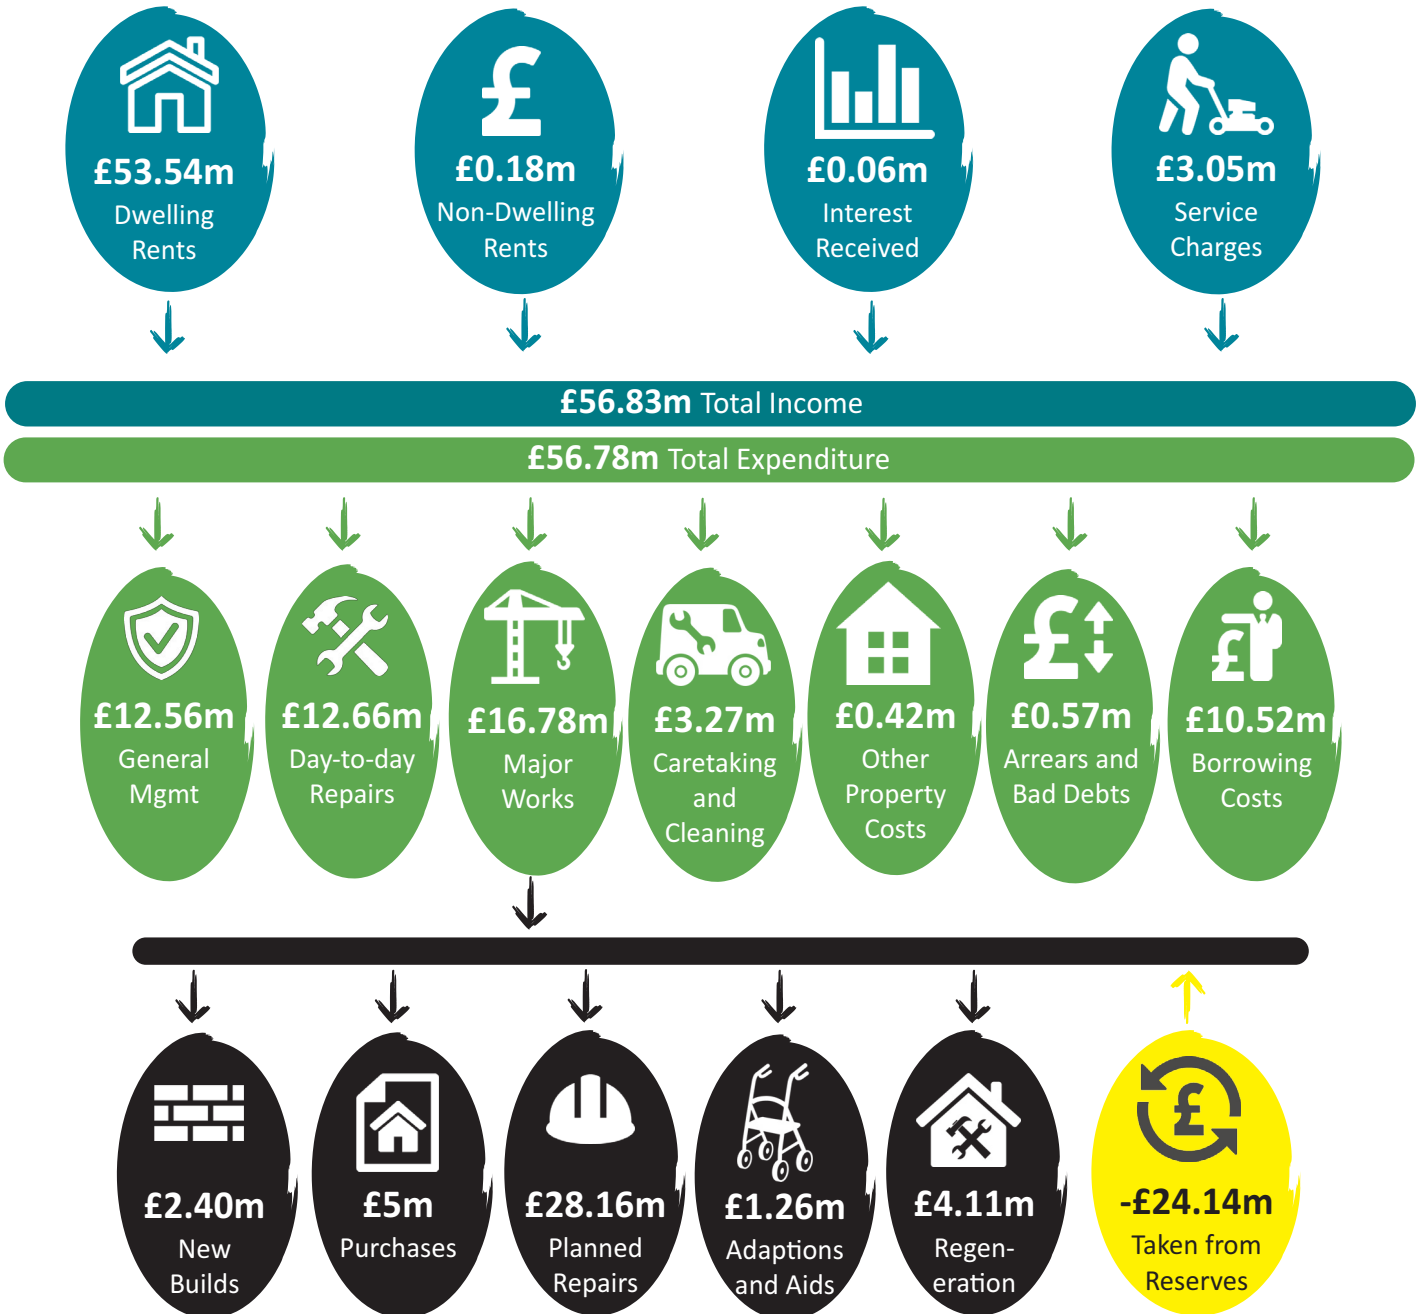 £53.54m
Dwelling
Rents
£0.18m
Non-Dwelling
Rents
£0.06m
Interest
Received
£3.05m
Service
Charges
£56.83m Total Income
£56.78m Total Expenditure
£12.56m
General
Mgmt
£12.66m
Day-to-day
Repairs
£16.78m
Major
Works
£3.27m
Caretaking
and
Cleaning
£0.42m
Other
Property
Costs
£0.57m
Arrears and
Bad Debts
£10.52m
Borrowing
Costs
£2.40m
New
Builds
£5m
Purchases
£28.16m
Planned
Repairs
£1.26m
Adaptions
and Aids
£4.11m
Regen-
eration
-£24.14m
Taken from
Reserves